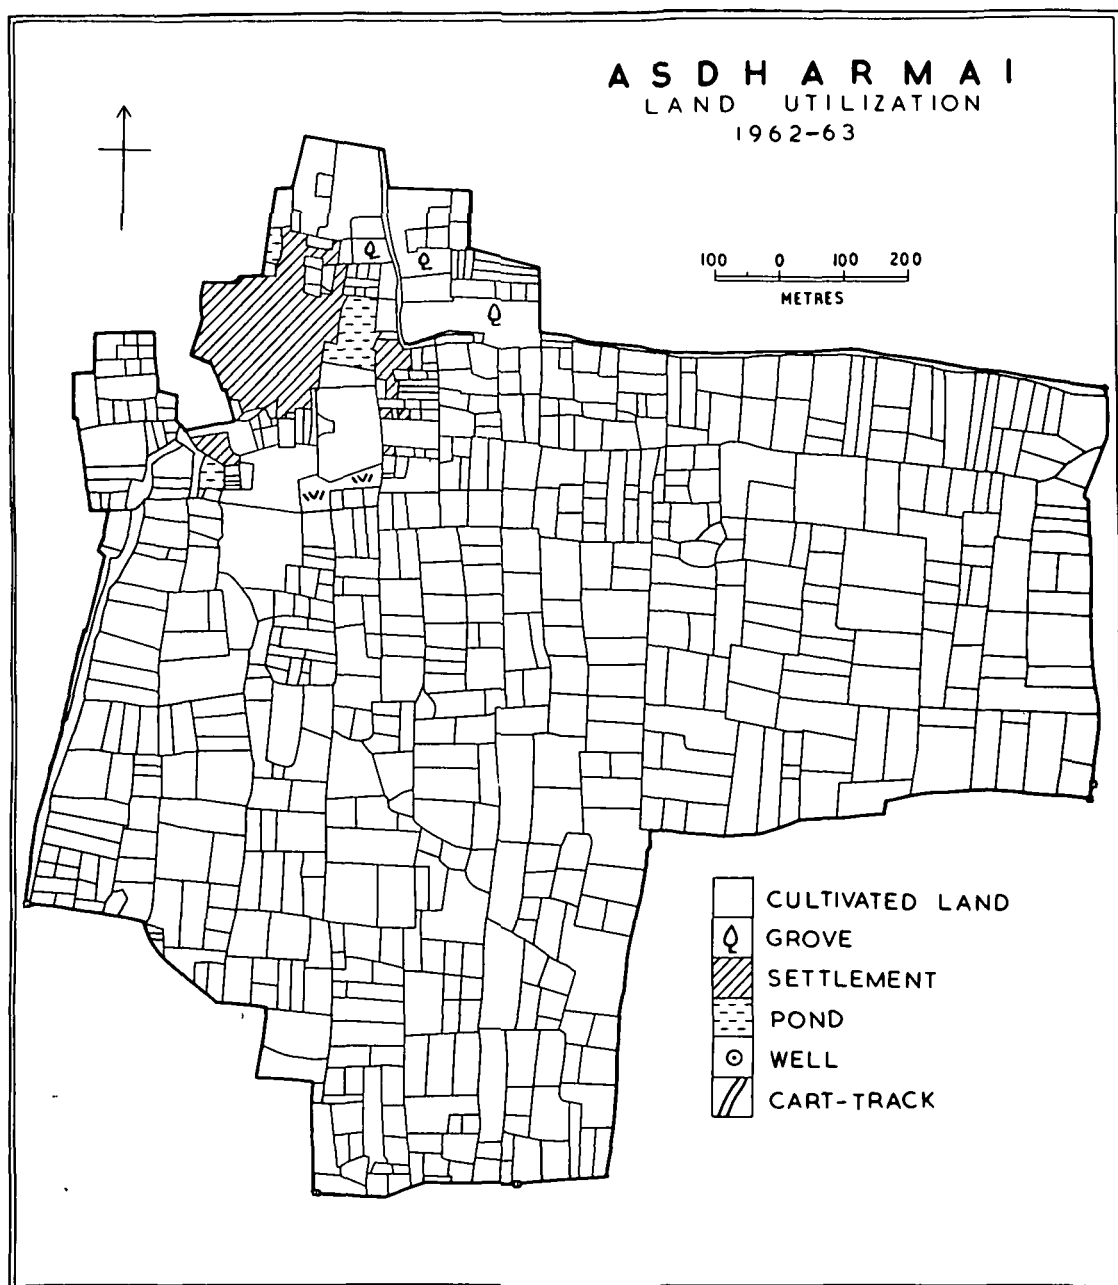 ASDHARMAI
LAND UTILIZATION
1962-63
100 0 100 200
METRES
CULTIVATED LAND
GROVE
SETTLEMENT
POND
WELL
CART-TRACK